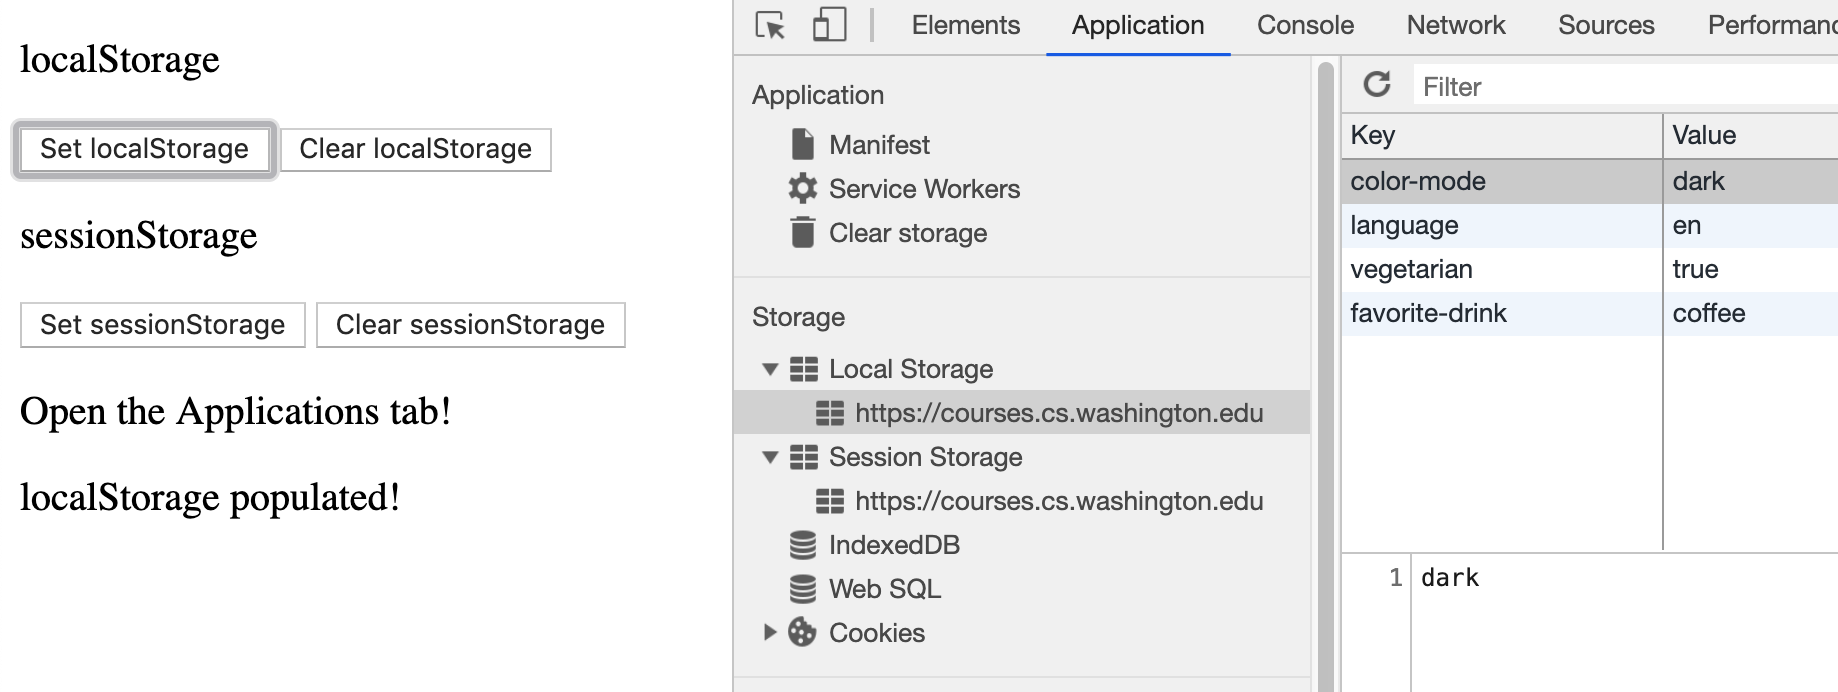 localStorage
Set localStorage Clear localStorage
sessionStorage
Set sessionStorage Clear sessionStorage
Open the Applications tab!
localStorage populated!
Elements Application Console Network Sources Performanc
Application
Manifest
Service Workers
Clear storage
Storage
Local Storage
https://courses.cs.washington.edu
Session Storage
https://courses.cs.washington.edu
IndexedDB
Web SQL
Cookies
Filter
Key Value
color-mode dark
language en
vegetarian true
favorite-drink coffee
1 dark